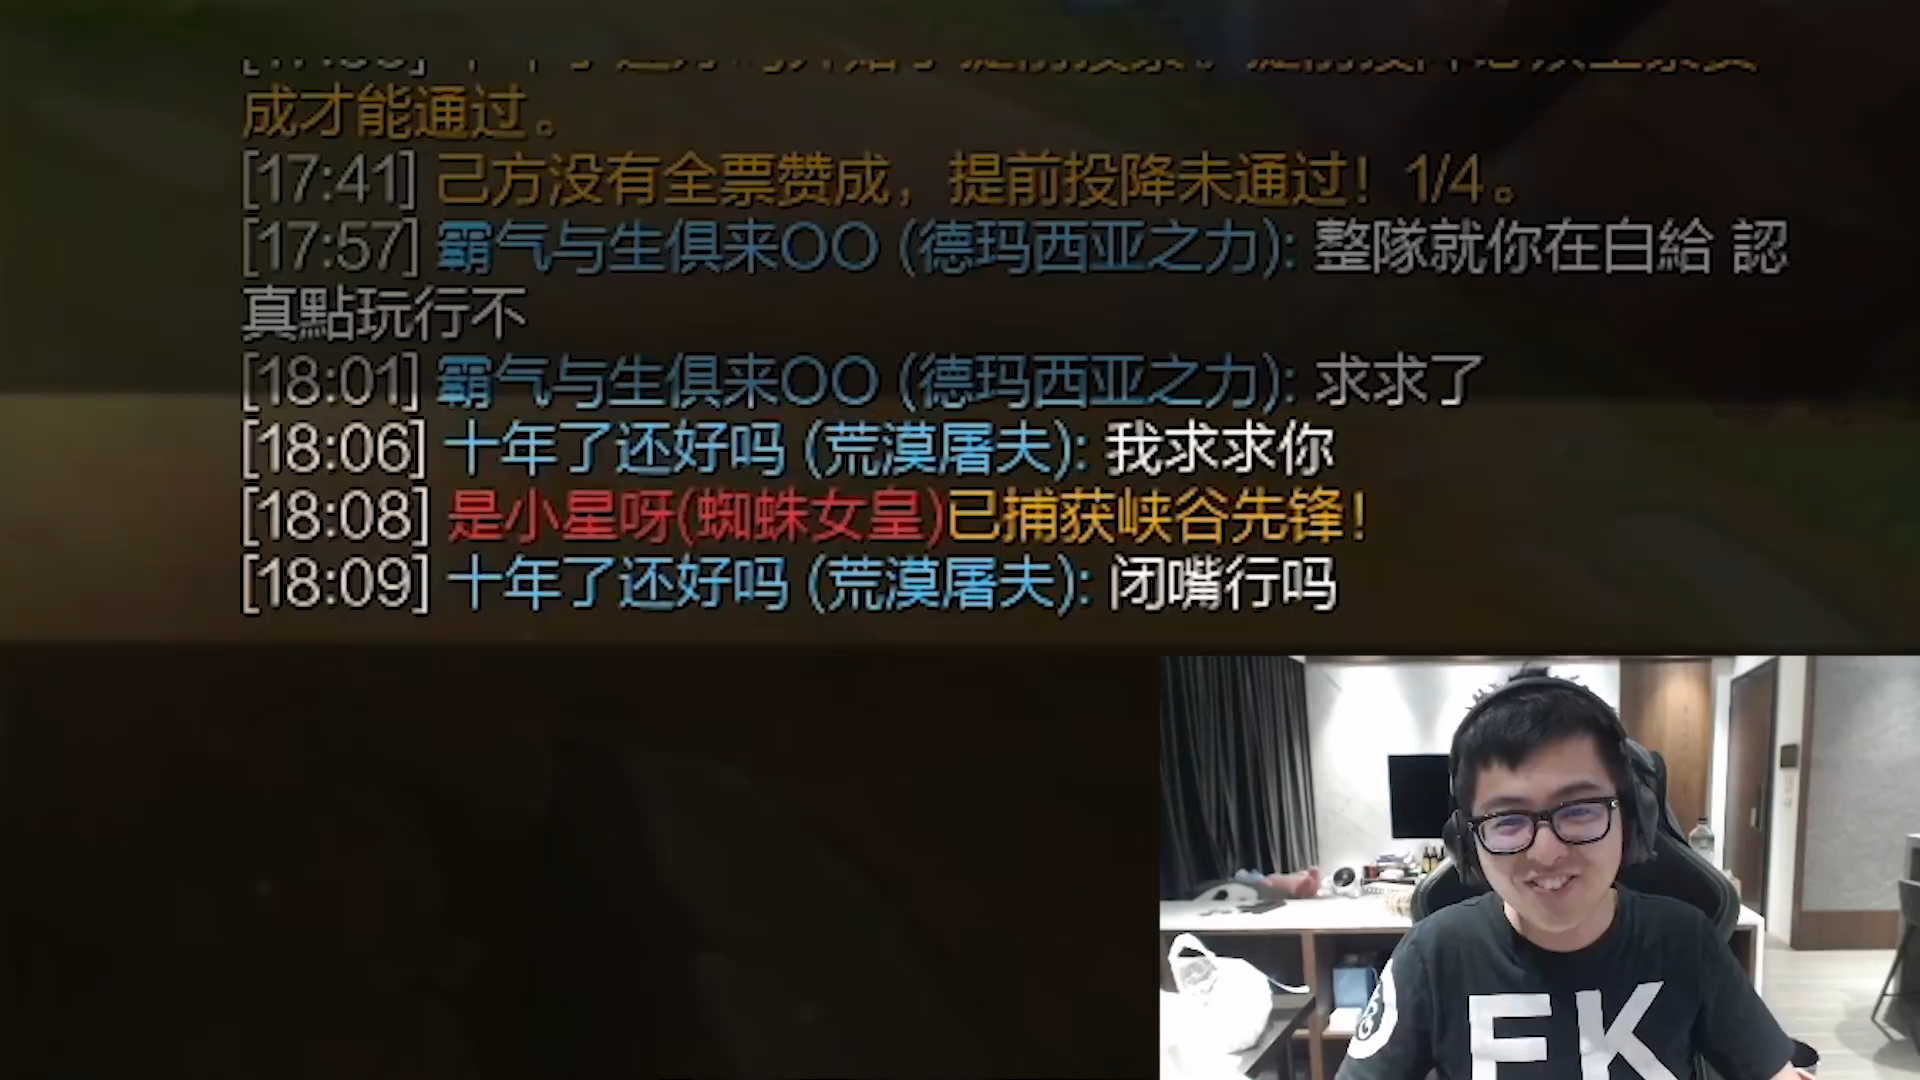 成才能通过。
[17:41] 己方没有全票赞成，提前投降未通过！1/4。
[17:57] 霸气与生俱来OO (德玛西亚之力): 整隊就你在白給 認
真點玩行不
[18:01] 霸气与生俱来OO (德玛西亚之力): 求求了
[18:06] 十年了还好吗 (荒漠屠夫): 我求求你
[18:08] 是小星呀(蜘蛛女皇)已捕获峡谷先锋！
[18:09] 十年了还好吗 (荒漠屠夫): 闭嘴行吗
EK